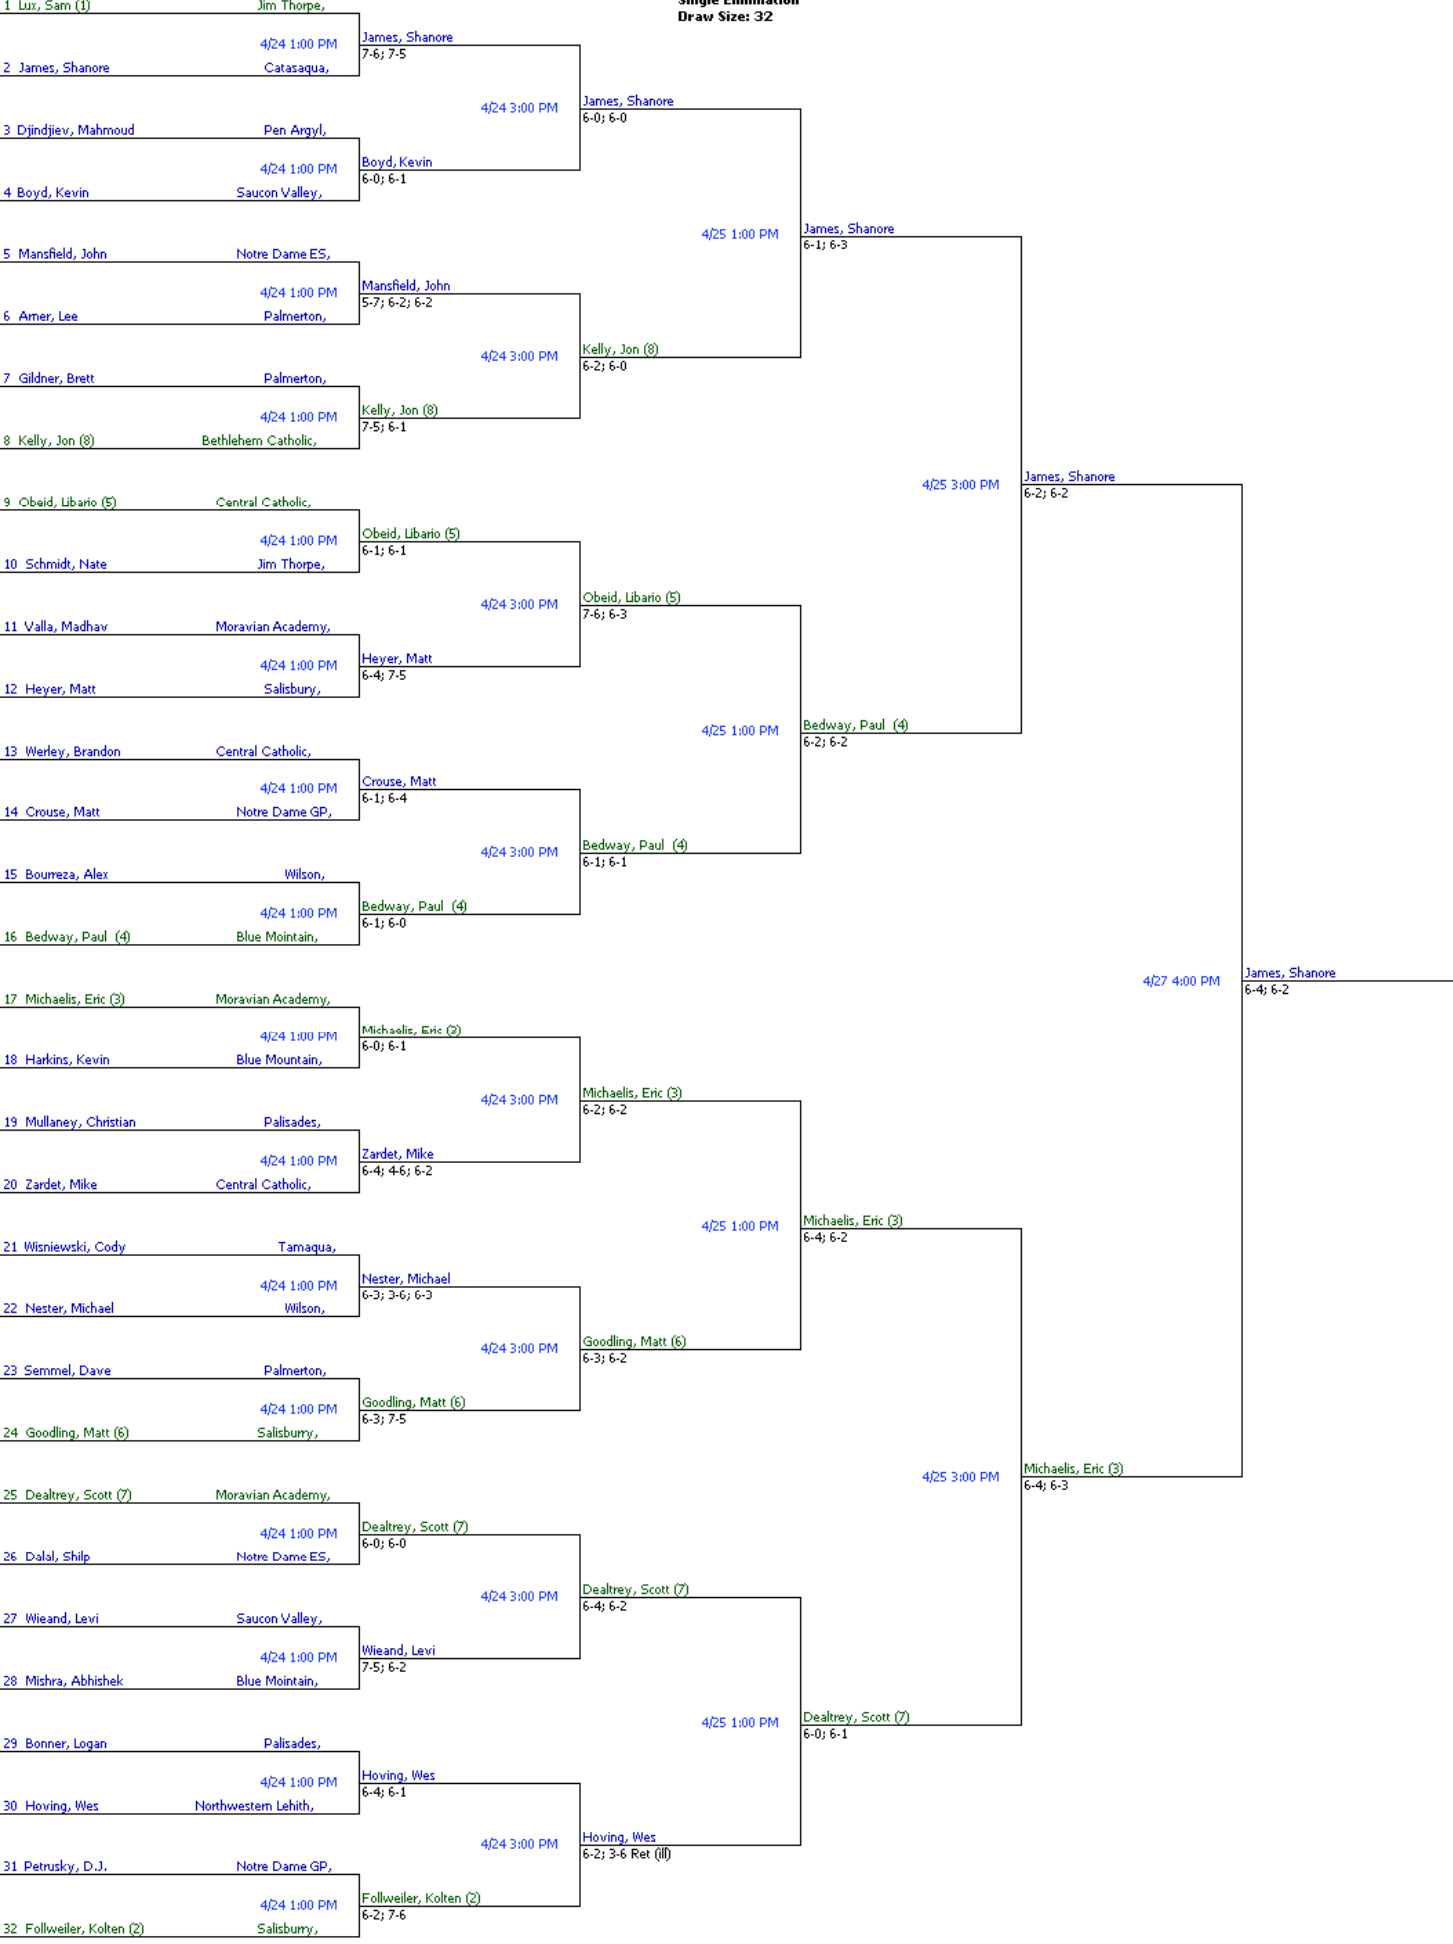 Single Elimination
Draw Size: 32
1 Lux, Sam (1) Jim Thorpe,
4/24 1:00 PM James, Shanore
7-6; 7-5
2 James, Shanore Catasaqua,
4/24 3:00 PM James, Shanore
6-0; 6-0
3 Djindjiev, Mahmoud Pen Argyl,
4/24 1:00 PM Boyd, Kevin
6-0; 6-1
4 Boyd, Kevin Saucon Valley,
4/25 1:00 PM James, Shanore
6-1; 6-3
5 Mansfield, John Notre Dame ES,
4/24 1:00 PM Mansfield, John
5-7; 6-2; 6-2
6 Arner, Lee Palmerton,
4/24 3:00 PM Kelly, Jon (8)
6-2; 6-0
7 Gildner, Brett Palmerton,
4/24 1:00 PM Kelly, Jon (8)
7-5; 6-1
8 Kelly, Jon (8) Bethlehem Catholic,
4/25 3:00 PM James, Shanore
6-2; 6-2
9 Obeid, Libario (5) Central Catholic,
4/24 1:00 PM Obeid, Libario (5)
6-1; 6-1
10 Schmidt, Nate Jim Thorpe,
4/24 3:00 PM Obeid, Libario (5)
7-6; 6-3
11 Valla, Madhav Moravian Academy,
4/24 1:00 PM Heyer, Matt
6-4; 7-5
12 Heyer, Matt Salisbury,
4/25 1:00 PM Bedway, Paul (4)
6-2; 6-2
13 Werley, Brandon Central Catholic,
4/24 1:00 PM Crouse, Matt
6-1; 6-4
14 Crouse, Matt Notre Dame GP,
4/24 3:00 PM Bedway, Paul (4)
6-1; 6-1
15 Bourreza, Alex Wilson,
4/24 1:00 PM Bedway, Paul (4)
6-1; 6-0
16 Bedway, Paul (4) Blue Mointain,
4/27 4:00 PM James, Shanore
6-4; 6-2
17 Michaelis, Eric (3) Moravian Academy,
4/24 1:00 PM Michaelis, Eric (3)
6-0; 6-1
18 Harkins, Kevin Blue Mountain,
4/24 3:00 PM Michaelis, Eric (3)
6-2; 6-2
19 Mullaney, Christian Palisades,
4/24 1:00 PM Zardet, Mike
6-4; 4-6; 6-2
20 Zardet, Mike Central Catholic,
4/25 1:00 PM Michaelis, Eric (3)
6-4; 6-2
21 Wisniewski, Cody Tamaqua,
4/24 1:00 PM Nester, Michael
6-3; 3-6; 6-3
22 Nester, Michael Wilson,
4/24 3:00 PM Goodling, Matt (6)
6-3; 6-2
23 Semmel, Dave Palmerton,
4/24 1:00 PM Goodling, Matt (6)
6-3; 7-5
24 Goodling, Matt (6) Salisburry,
4/25 3:00 PM Michaelis, Eric (3)
6-4; 6-3
25 Dealtrey, Scott (7) Moravian Academy,
4/24 1:00 PM Dealtrey, Scott (7)
6-0; 6-0
26 Dalal, Shilp Notre Dame ES,
4/24 3:00 PM Dealtrey, Scott (7)
6-4; 6-2
27 Wieand, Levi Saucon Valley,
4/24 1:00 PM Wieand, Levi
7-5; 6-2
28 Mishra, Abhishek Blue Mointain,
4/25 1:00 PM Dealtrey, Scott (7)
6-0; 6-1
29 Bonner, Logan Palisades,
4/24 1:00 PM Hoving, Wes
6-4; 6-1
30 Hoving, Wes Northwestern Lehith,
4/24 3:00 PM Hoving, Wes
6-2; 3-6 Ret (ill)
31 Petrusky, D.J. Notre Dame GP,
4/24 1:00 PM Follweiler, Kolten (2)
6-2; 7-6
32 Follweiler, Kolten (2) Salisburry,